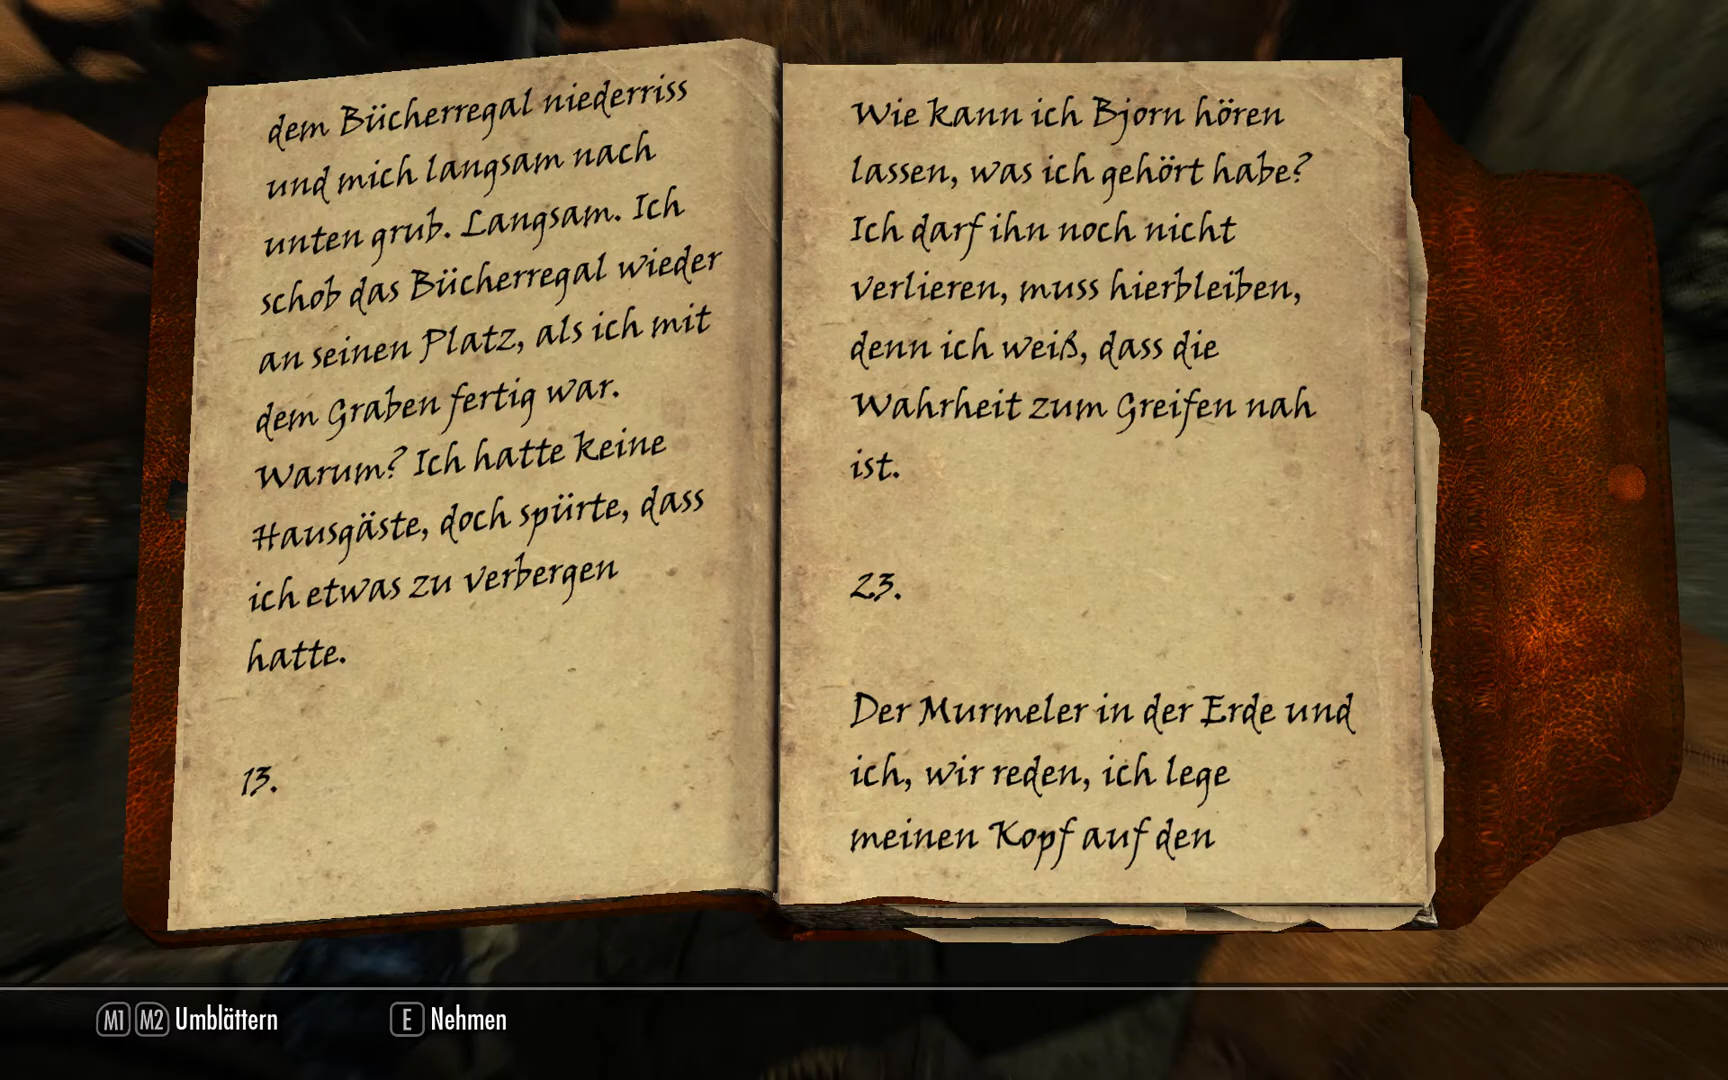 dem Bücherregal niederriss
und mich langsam nach
unten grub. Langsam. Ich
schob das Bücherregal wieder
an seinen Platz, als ich mit
dem Graben fertig war.
Warum? Ich hatte keine
Hausgäste, doch spürte, dass
ich etwas zu verbergen
hatte.
13.
Wie kann ich Bjorn hören
lassen, was ich gehört habe?
Ich darf ihn noch nicht
verlieren, muss hierbleiben,
denn ich weiß, dass die
Wahrheit zum Greifen nah
ist.
23.
Der Murmeler in der Erde und
ich, wir reden, ich lege
meinen Kopf auf den
M1 M2 Umblättern
E Nehmen